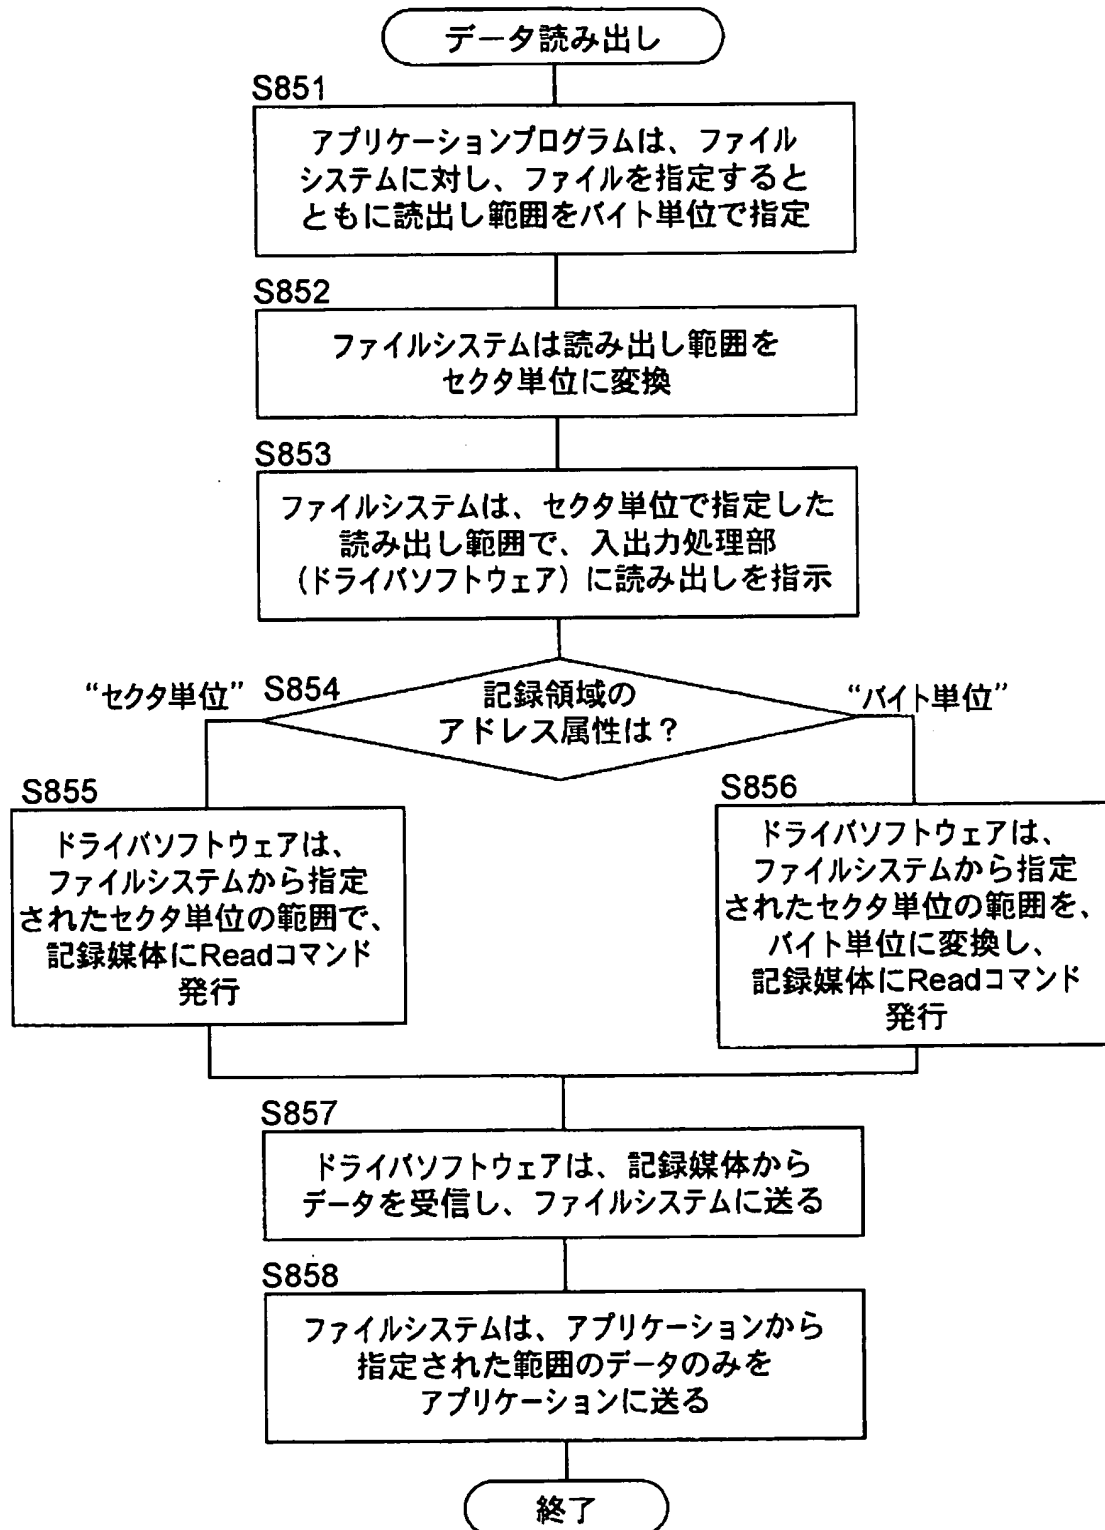 データ読み出し
S851
アプリケーションプログラムは、ファイル
システムに対し、ファイルを指定すると
ともに読出し範囲をバイト単位で指定
S852
ファイルシステムは読み出し範囲を
セクタ単位に変換
S853
ファイルシステムは、セクタ単位で指定した
読み出し範囲で、入出力処理部
(ドライバソフトウェア)に読み出しを指示
“セクタ単位”
S854
記録領域の
アドレス属性は？
“バイト単位”
S855
ドライバソフトウェアは、
ファイルシステムから指定
されたセクタ単位の範囲で、
記録媒体にReadコマンド
発行
S856
ドライバソフトウェアは、
ファイルシステムから指定
されたセクタ単位の範囲を、
バイト単位に変換し、
記録媒体にReadコマンド
発行
S857
ドライバソフトウェアは、記録媒体から
データを受信し、ファイルシステムに送る
S858
ファイルシステムは、アプリケーションから
指定された範囲のデータのみを
アプリケーションに送る
終了